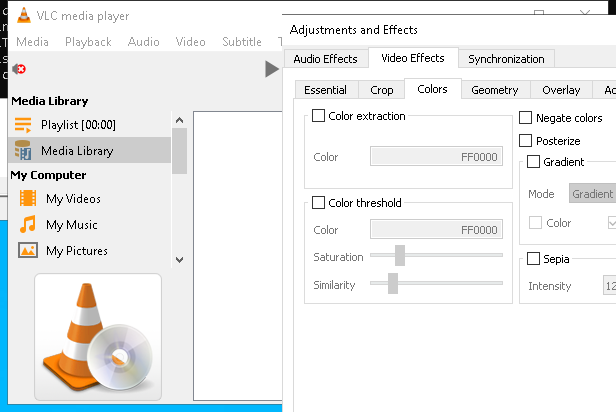 VLC media player
Media Playback Audio Video Subtitle
Media Library
Playlist [00:00]
Media Library
My Computer
My Videos
My Music
My Pictures
Adjustments and Effects
Audio Effects Video Effects Synchronization
Essential Crop Colors Geometry Overlay
Color extraction
Color FF0000
Color threshold
Color FF0000
Saturation
Similarity
Negate colors
Posterize
Gradient
Mode Gradient
Color
Sepia
Intensity 12